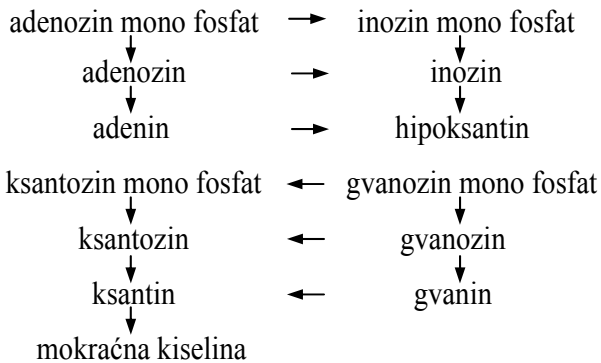 adenozin mono fosfat → inozin mono fosfat
adenozin → inozin
adenin → hipoksantin
ksantozin mono fosfat ← gvanozin mono fosfat
ksantozin ← gvanozin
ksantin ← gvanin
mokraćna kiselina